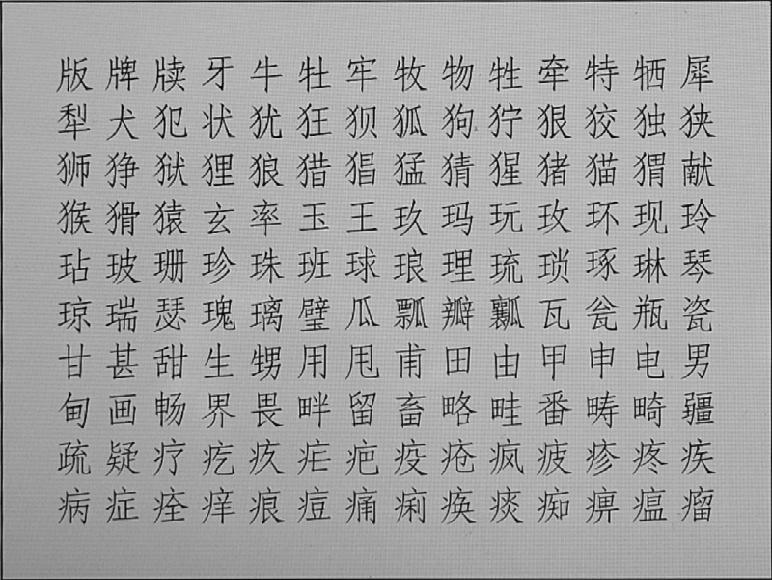 版牌牍牙牛牡牢牧物牲牵特牺犀
犁犬犯状犹狂狈狐狗狞狠狡独狭
狮狰狱狸狼猎猖猛猜猩猪猫猬献
猴猾猿玄率玉王玖玛玩玫环现玲
玷玻珊珍珠班球琅理琉琐琢琳琴
琼瑞瑟瑰璃璧瓜瓢瓣瓤瓦瓮瓶瓷
甘甚甜生甥用甩甫田由甲申电男
甸画畅界畏畔留畜略畦番畴畸疆
疏疑疗疙疚疟疤疫疮疯疲疹疼疾
病症痊痒痕痘痛痢痪痰痴痹瘟瘤